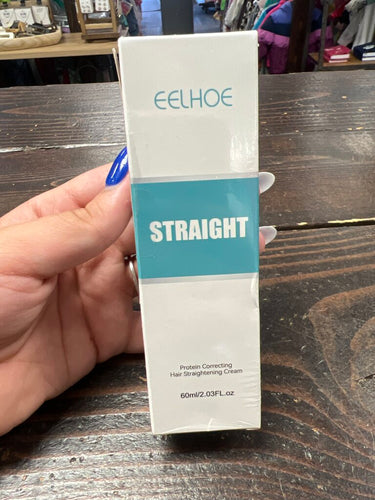 EELHOE
STRAIGHT
Protein Correcting
Hair Straightening Cream
60ml/2.03FL.oz